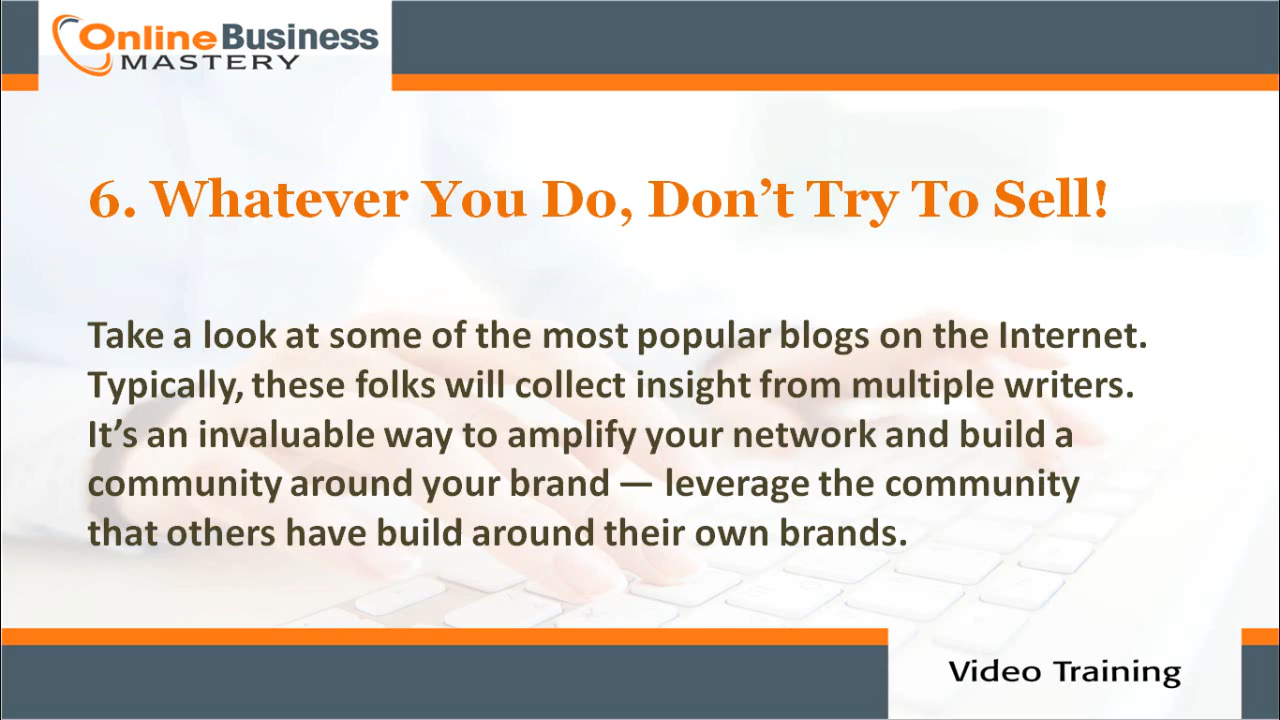 Online Business
MASTERY
6. Whatever You Do, Don’t Try To Sell!
Take a look at some of the most popular blogs on the Internet.
Typically, these folks will collect insight from multiple writers.
It’s an invaluable way to amplify your network and build a
community around your brand — leverage the community
that others have build around their own brands.
Video Training